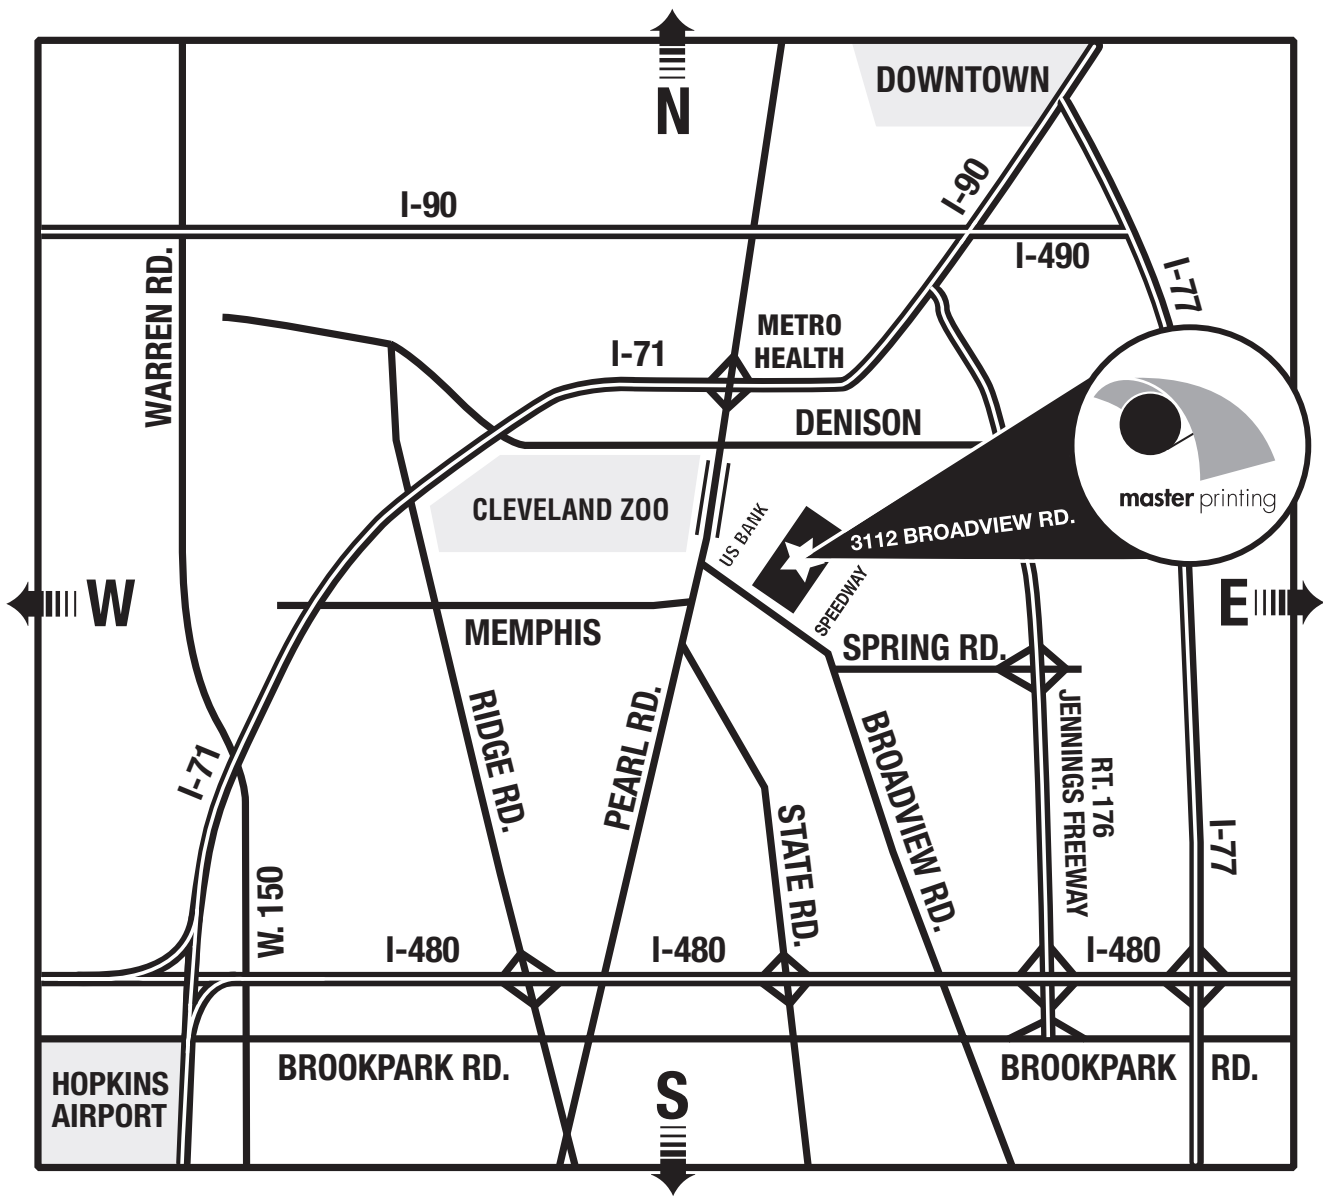 N
DOWNTOWN
I-90
I-90
I-490
WARREN RD.
I-77
METRO
HEALTH
I-71
DENISON
CLEVELAND ZOO
US BANK
master printing
3112 BROADVIEW RD.
SPEEDWAY
W
E
MEMPHIS
SPRING RD.
RIDGE RD.
PEARL RD.
BROADVIEW RD.
JENNINGS FREEWAY
RT. 176
I-71
STATE RD.
I-77
W. 150
I-480
I-480
I-480
BROOKPARK RD.
BROOKPARK RD.
HOPKINS
AIRPORT
S